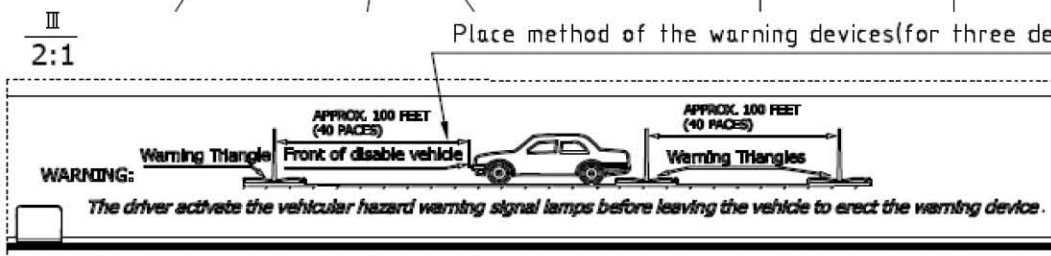 Ⅲ
2:1
Place method of the warning devices(for three de
APPROX. 100 FEET
(40 PACES)
APPROX. 100 FEET
(40 PACES)
Warning Triangle
Front of disable vehicle
Warning Triangles
WARNING:
The driver activate the vehicular hazard warning signal lamps before leaving the vehicle to erect the warning device.